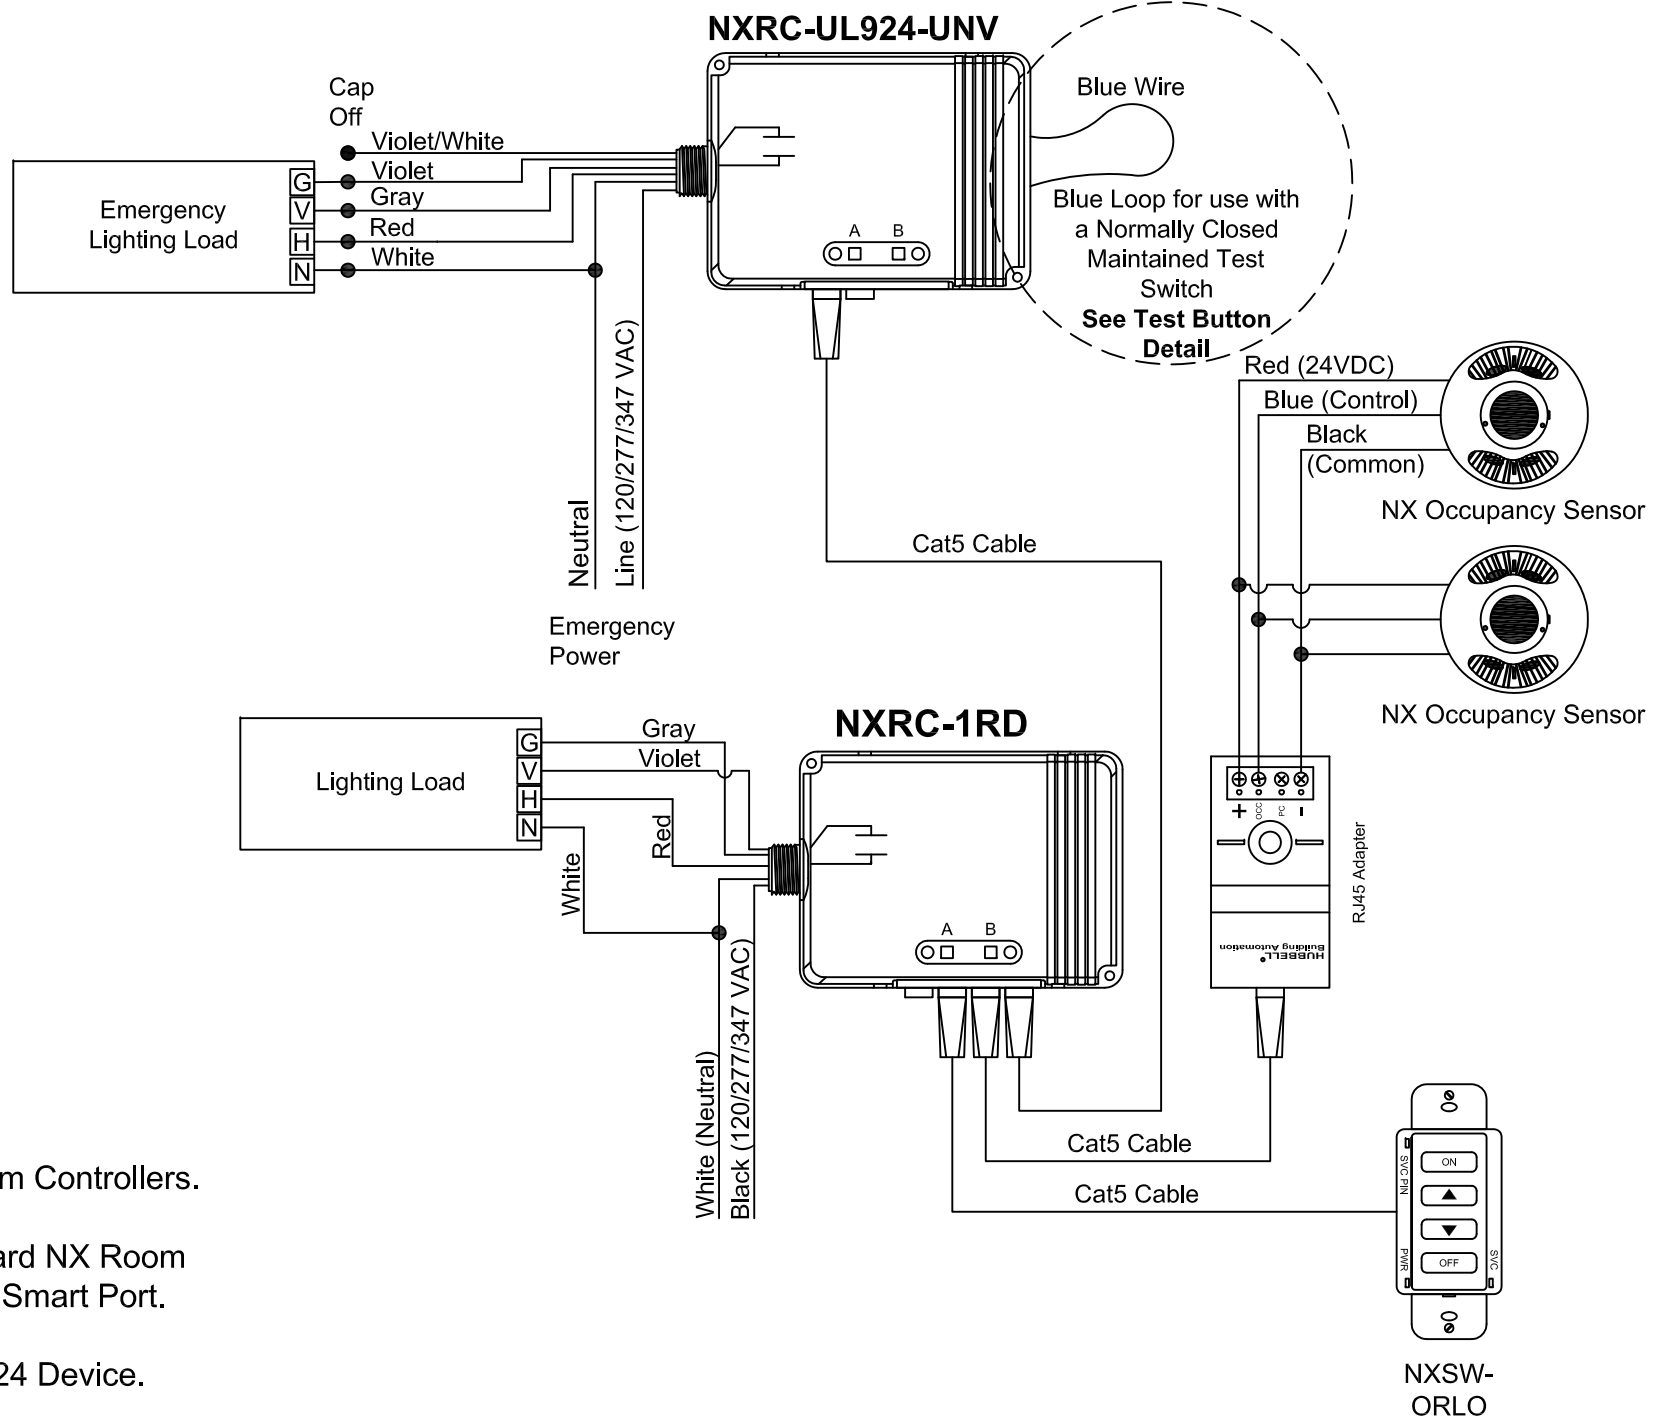 NXRC-UL924-UNV
Cap
Off
Violet/White
Violet
Gray
Red
White
Emergency
Lighting Load
G
V
H
N
A B
Blue Wire
Blue Loop for use with
a Normally Closed
Maintained Test
Switch
See Test Button
Detail
Neutral
Line (120/277/347 VAC)
Emergency
Power
Cat5 Cable
Red (24VDC)
Blue (Control)
Black
(Common)
NX Occupancy Sensor
NX Occupancy Sensor
NXRC-1RD
Lighting Load
G
V
H
N
Gray
Violet
Red
White
A B
White (Neutral)
Black (120/277/347 VAC)
+ OCC PC -
RJ45 Adapter
HUBBELL
Building Automation
Cat5 Cable
Cat5 Cable
SVC PIN
PWR
SVC
ON
OFF
NXSW-
ORLO
m Controllers.
ard NX Room
Smart Port.
24 Device.